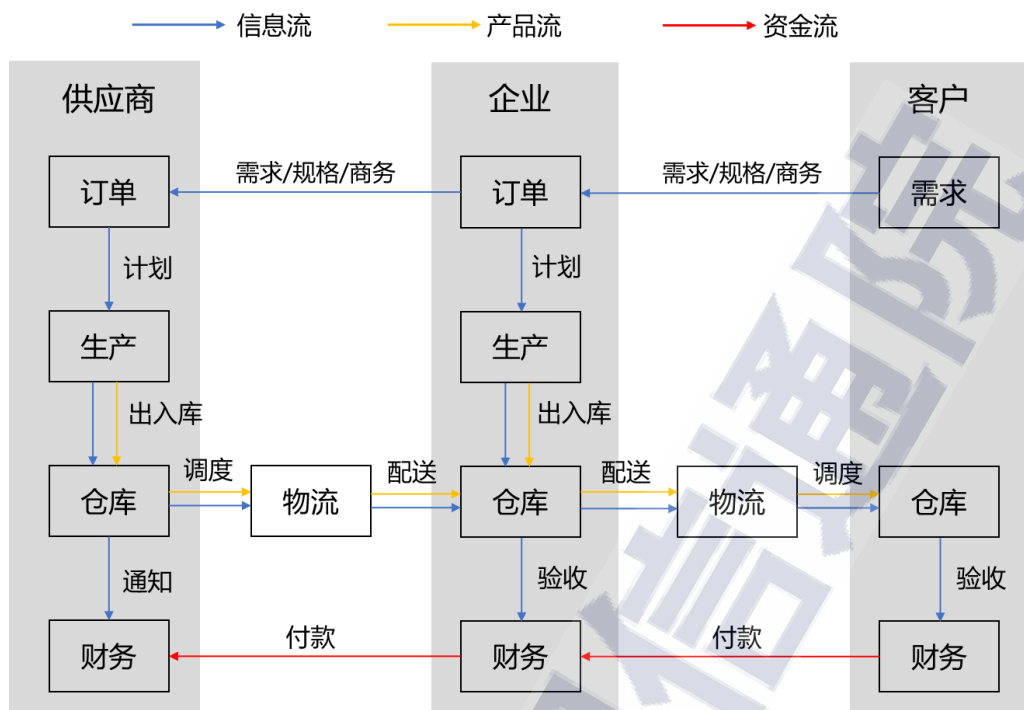 信息流 产品流 资金流
供应商 企业 客户
需求/规格/商务 需求/规格/商务
订单 订单 需求
计划 计划
生产 生产
出入库 出入库
调度 配送 配送 调度
仓库 物流 仓库 物流 仓库
通知 验收 验收
付款 付款
财务 财务 财务
信通院